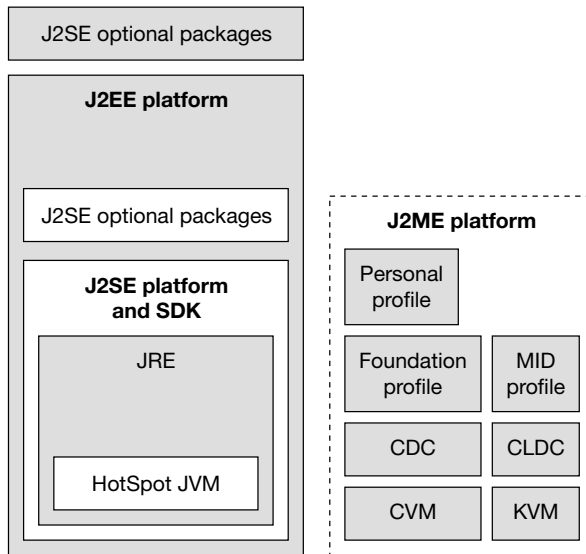 J2SE optional packages
J2EE platform
J2SE optional packages
J2SE platform
and SDK
JRE
HotSpot JVM
J2ME platform
Personal
profile
Foundation
profile
MID
profile
CDC
CLDC
CVM
KVM